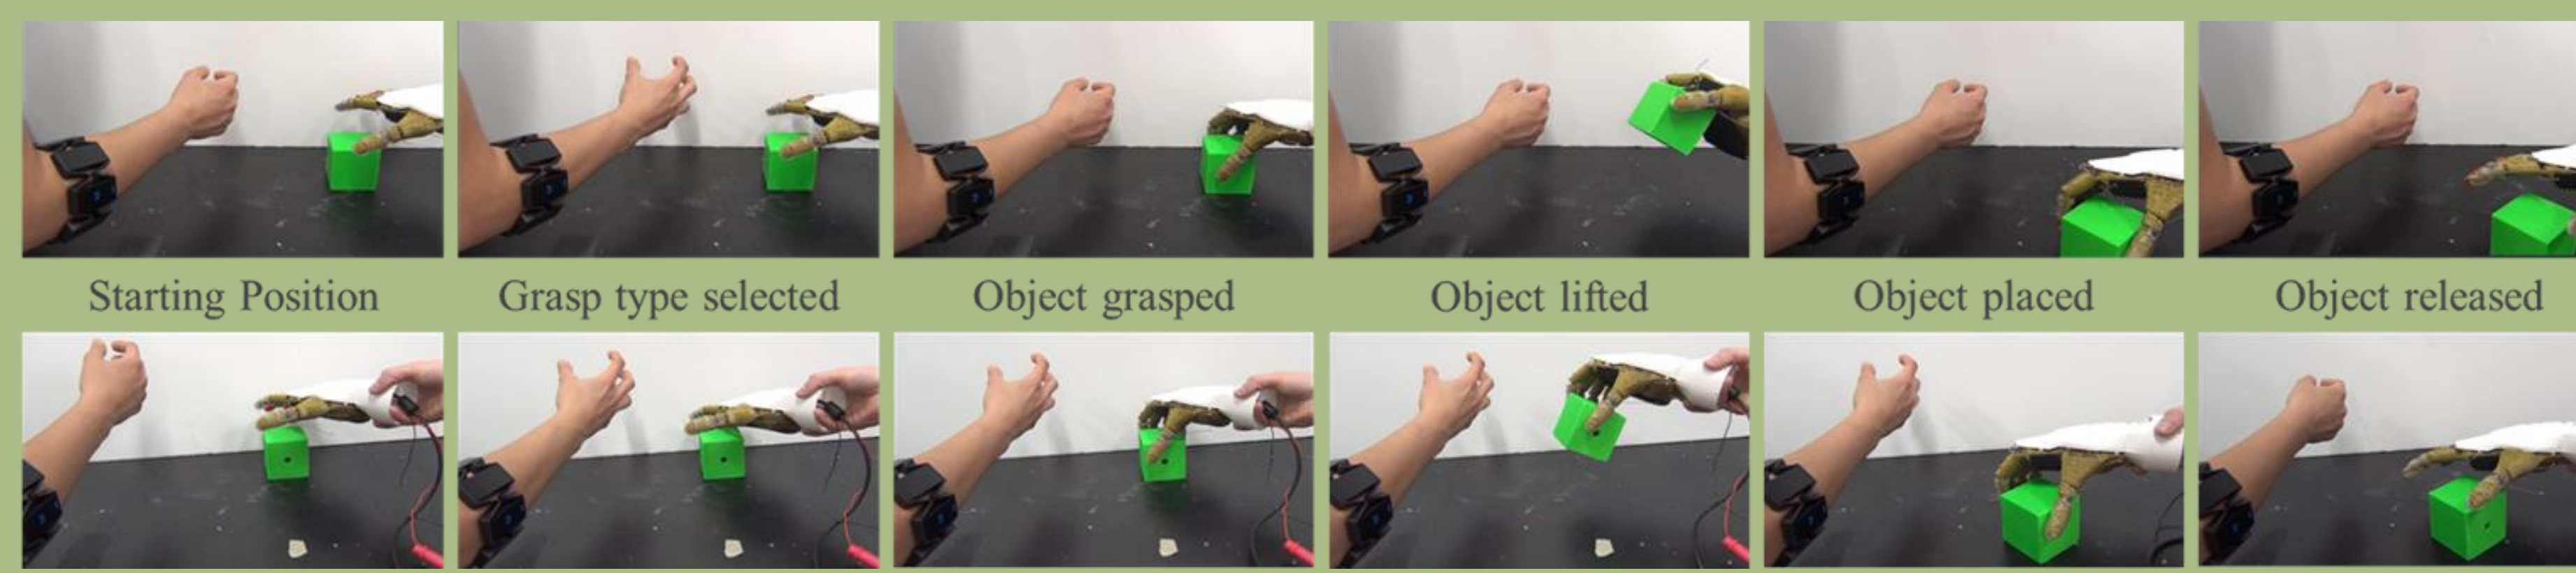 Starting Position
Grasp type selected
Object grasped
Object lifted
Object placed
Object released